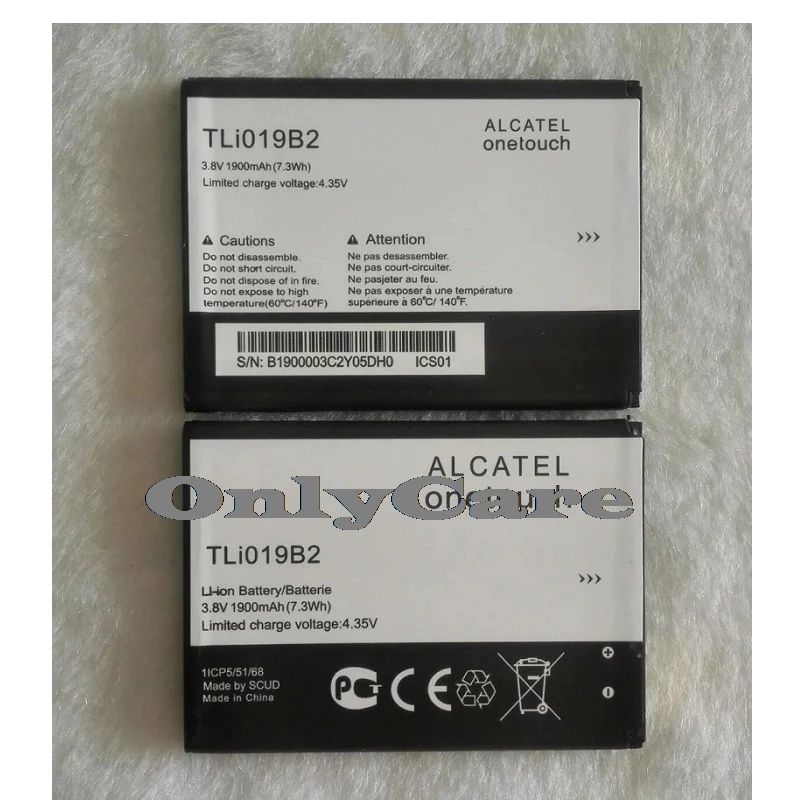 TLi019B2
ALCATEL
onetouch
3.8V 1900mAh(7.3Wh)
Limited charge voltage:4.35V
>>>
Cautions
Do not disassemble.
Do not short circuit.
Do not dispose of in fire.
Do not expose to high
temperature(60°C/140°F)
Attention
Ne pas desassembler.
Ne pas court-circuiter.
Ne pasjeter au feu.
Ne pas exposer à une température
superieure à 60°C/ 140°F.
S/N: B1900003C2Y05DH0 ICS01
ALCATEL
onetouch
OnlyCare
TLi019B2
Li-ion Battery/Batterie
3.8V 1900mAh(7.3Wh)
Limited charge voltage:4.35V
>>>
1ICP5/51/68
Made by SCUD
Made in China
PCT CE